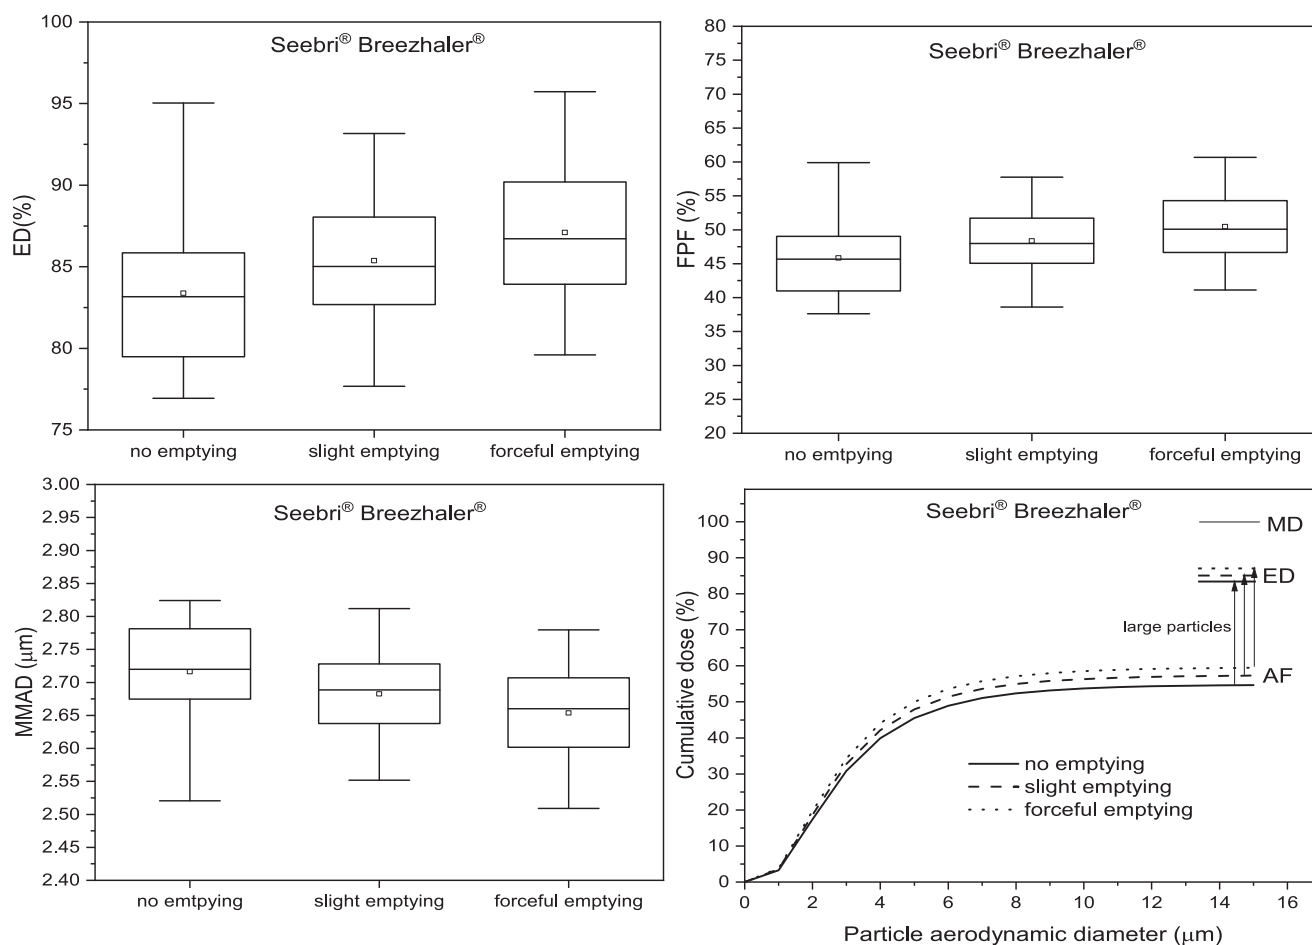 Seebri® Breezhaler®
ED(%)
100
95
90
85
80
75
no emptying
slight emptying
forceful emptying
Seebri® Breezhaler®
FPF (%)
80
75
70
65
60
55
50
45
40
35
30
25
20
no emtpying
slight emptying
forceful emptying
Seebri® Breezhaler®
MMAD (μm)
3.00
2.95
2.90
2.85
2.80
2.75
2.70
2.65
2.60
2.55
2.50
2.45
2.40
no emtpying
slight emptying
forceful emptying
Seebri® Breezhaler®
Cumulative dose (%)
100
90
80
70
60
50
40
30
20
10
0
MD
ED
large particles
AF
no emptying
slight emptying
forceful emptying
0 2 4 6 8 10 12 14 16
Particle aerodynamic diameter (μm)